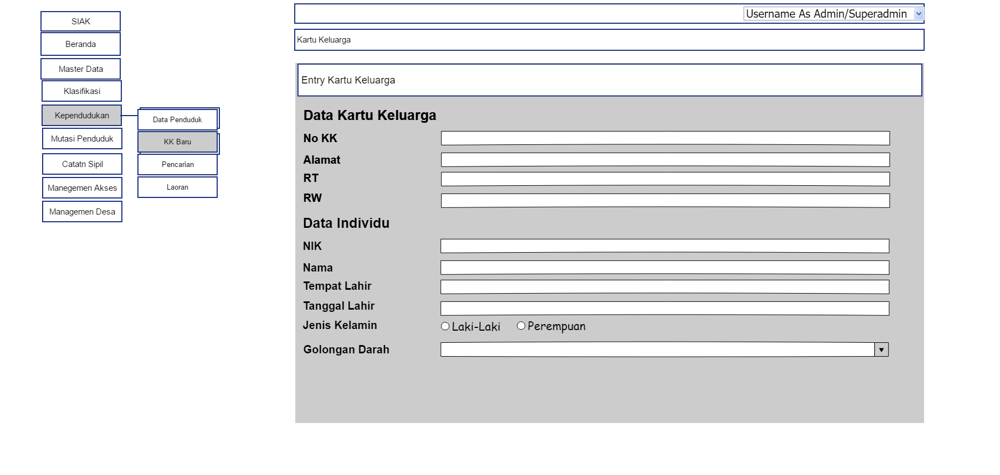 SIAK
Beranda
Master Data
Klasifikasi
Kependudukan
Mutasi Penduduk
Catatn Sipil
Manegemen Akses
Managemen Desa
Data Penduduk
KK Baru
Pencarian
Laoran
Username As Admin/Superadmin
Kartu Keluarga
Entry Kartu Keluarga
Data Kartu Keluarga
No KK
Alamat
RT
RW
Data Individu
NIK
Nama
Tempat Lahir
Tanggal Lahir
Jenis Kelamin Laki-Laki Perempuan
Golongan Darah